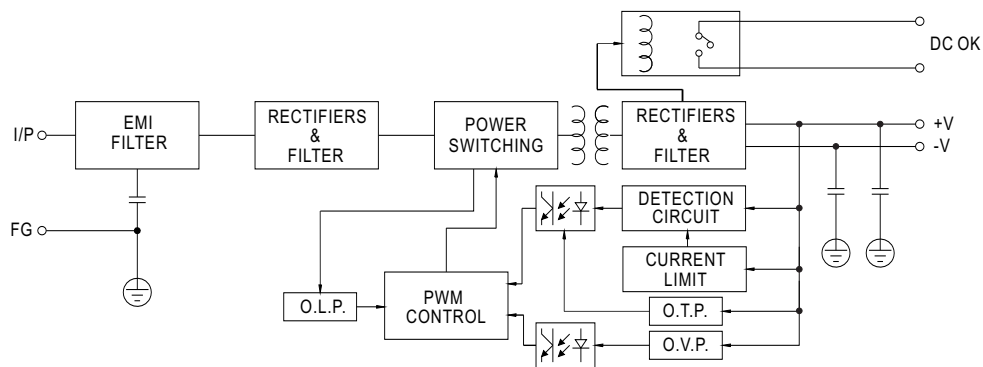 DC OK
I/P
EMI
FILTER
RECTIFIERS
&
FILTER
POWER
SWITCHING
RECTIFIERS
&
FILTER
+V
-V
FG
DETECTION
CIRCUIT
CURRENT
LIMIT
O.L.P.
PWM
CONTROL
O.T.P.
O.V.P.